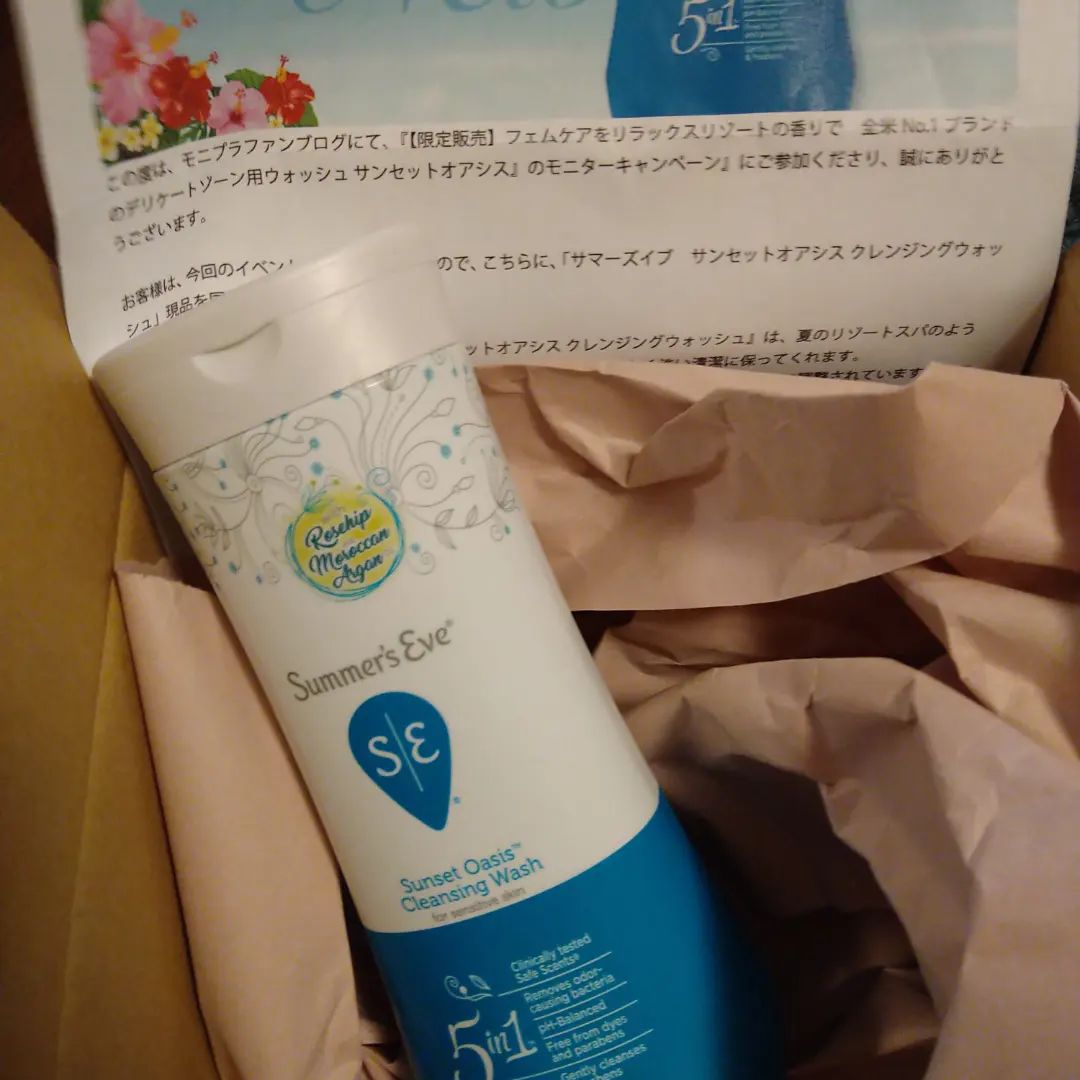 5in1
この度は、モニプラファンブログにて、『【限定販売】フェムケアをリラックスリゾートの香りで 全米 No.1 ブランド
のデリケートゾーン用ウォッシュ サンセットオアシス』のモニターキャンペーン』にご参加くださり、誠にありがと
うございます。
お客様は、今回のイベン
ので、こちらに、「サマーズイブ サンセットオアシス クレンジングウォッ
シュ」現品を
ットオアシス クレンジングウォッシュ』は、夏のリゾートスパのよう
清潔に保ってくれます。
調整されています
with
Rosehip
Moroccan
Argan
Summer's Eve®
S|E
Sunset Oasis™
Cleansing Wash
for sensitive skin
5in1
Clinically tested
Safe Scents®
Removes odor-
causing bacteria
pH-Balanced
Free from dyes
and parabens
Gently cleanses